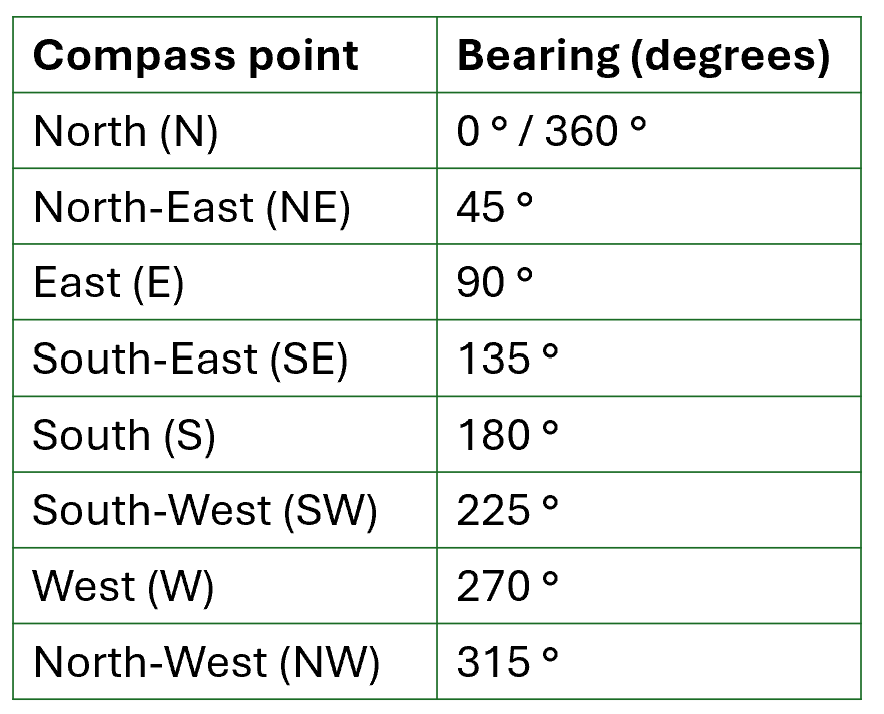 Compass point Bearing (degrees)
North (N) 0 ° / 360 °
North-East (NE) 45 °
East (E) 90 °
South-East (SE) 135 °
South (S) 180 °
South-West (SW) 225 °
West (W) 270 °
North-West (NW) 315 °